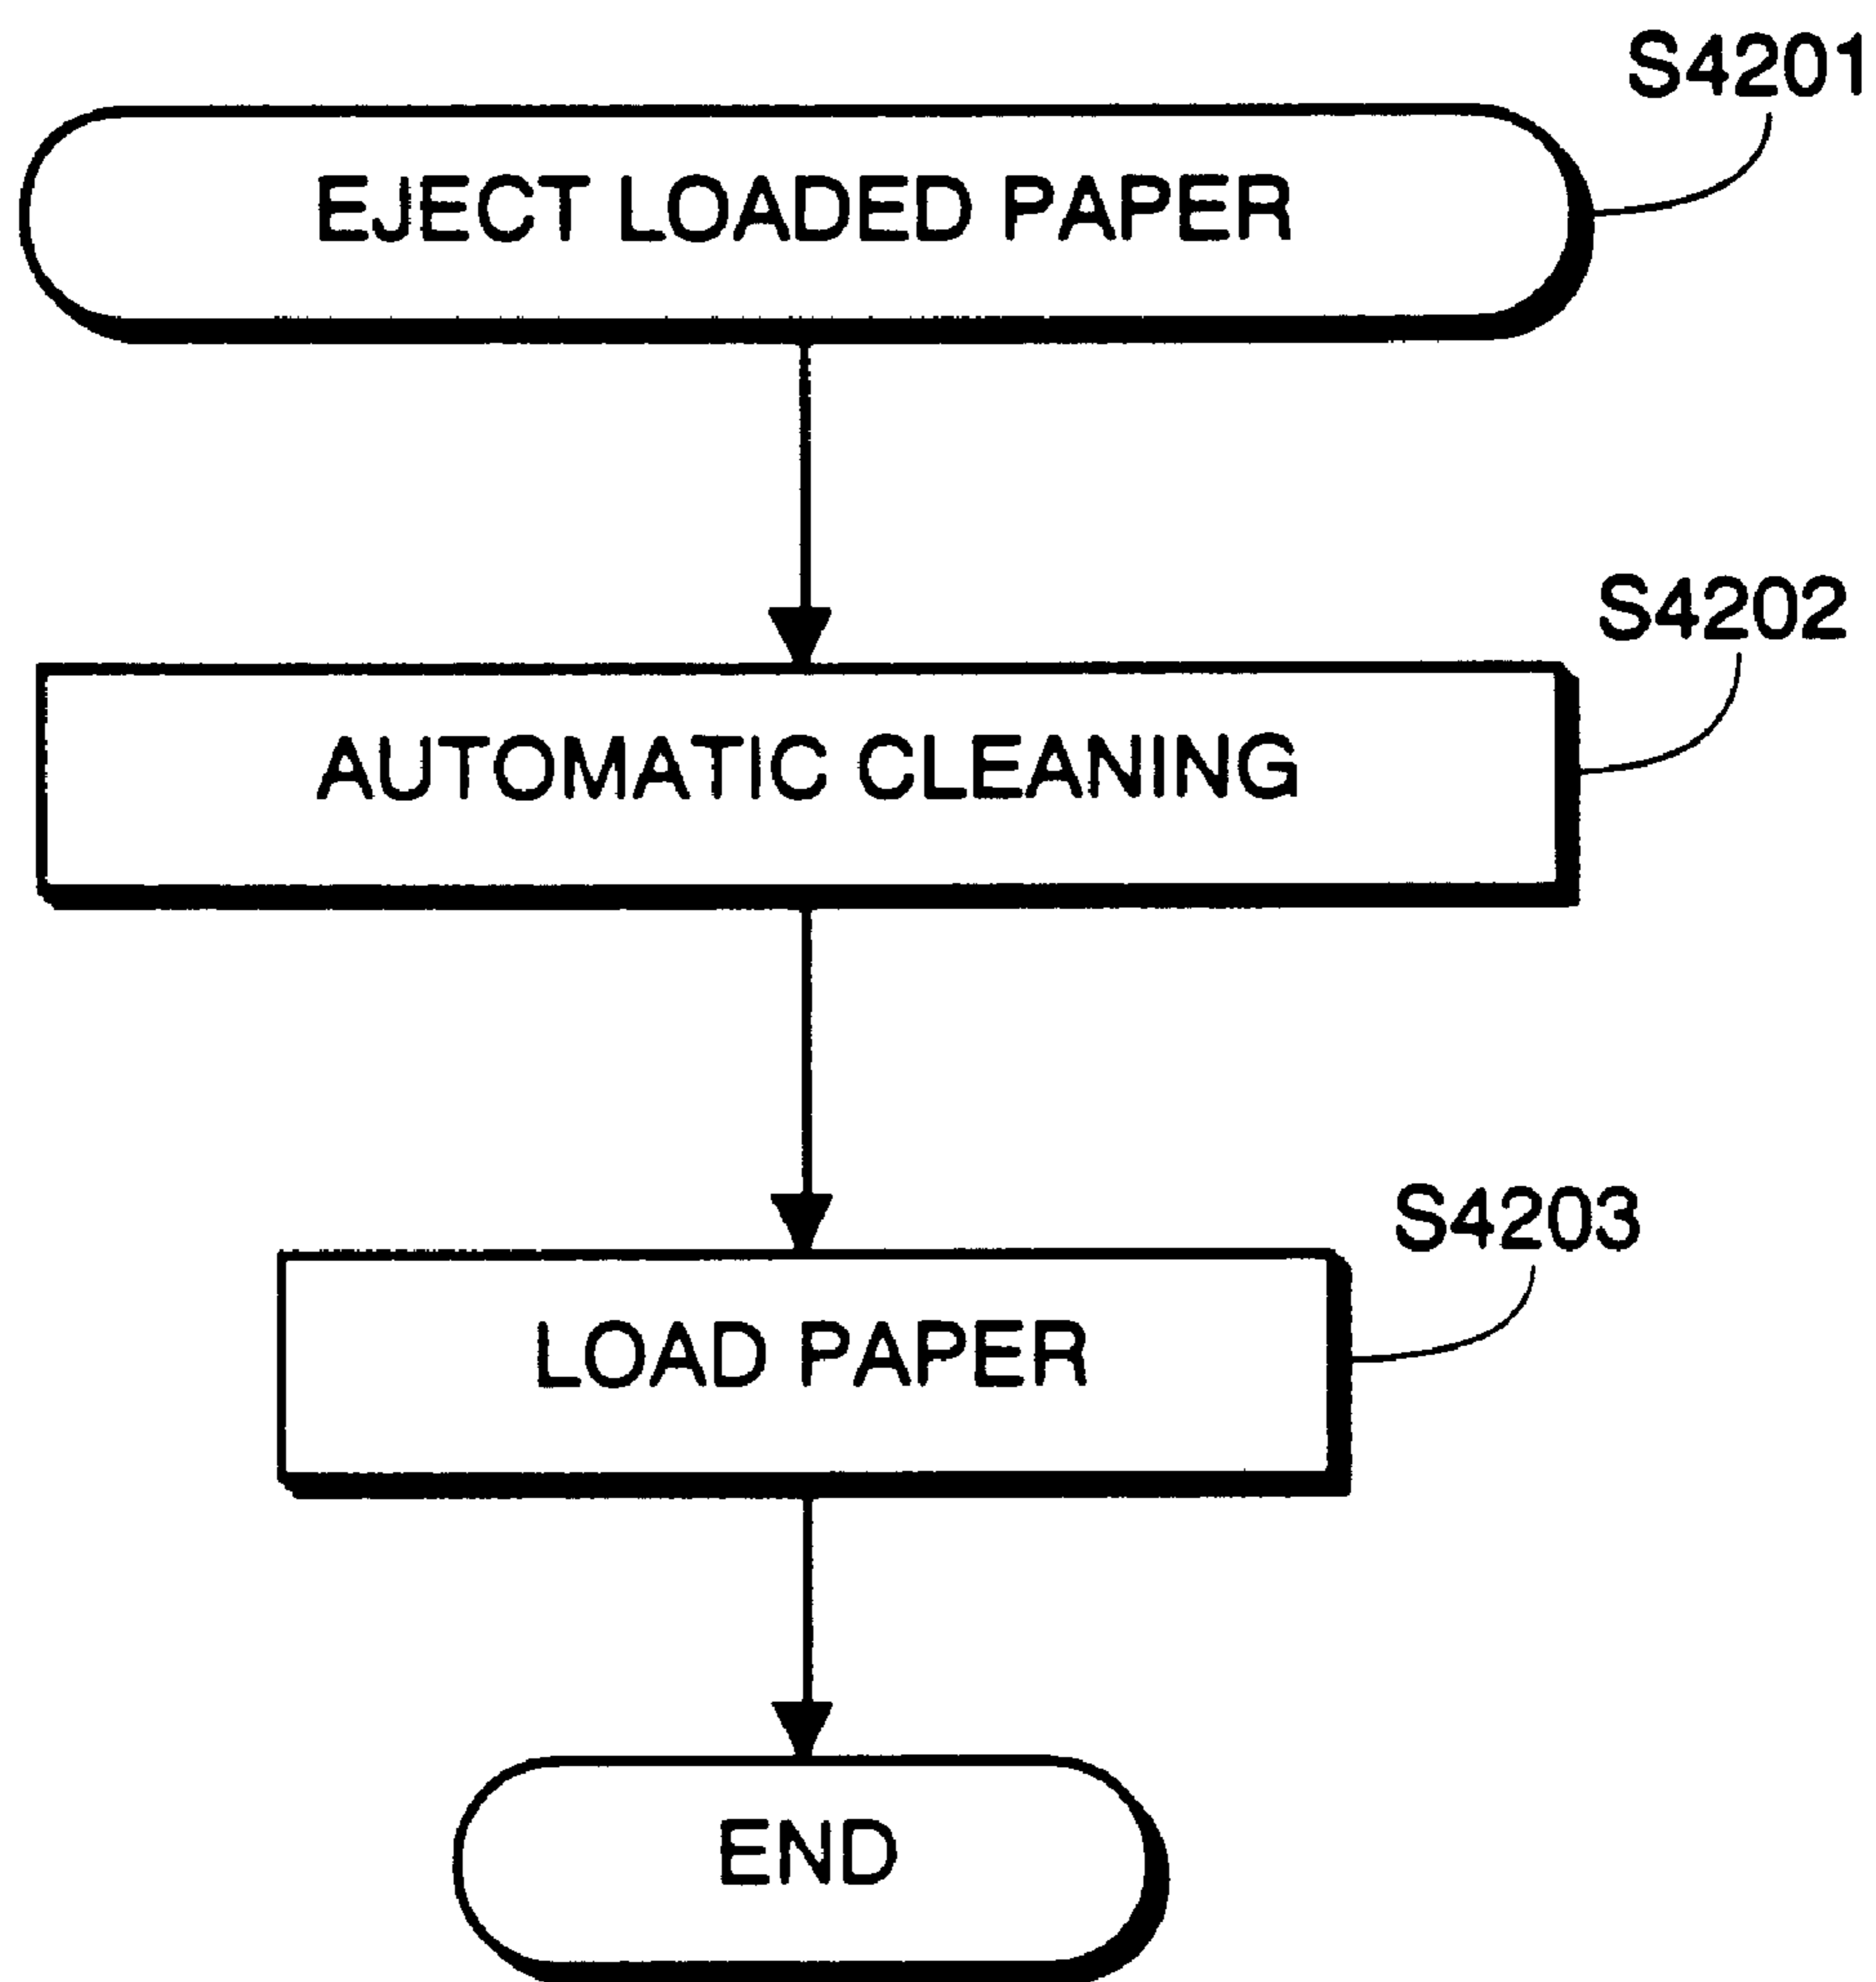 S4201
EJECT LOADED PAPER
S4202
AUTOMATIC CLEANING
S4203
LOAD PAPER
END